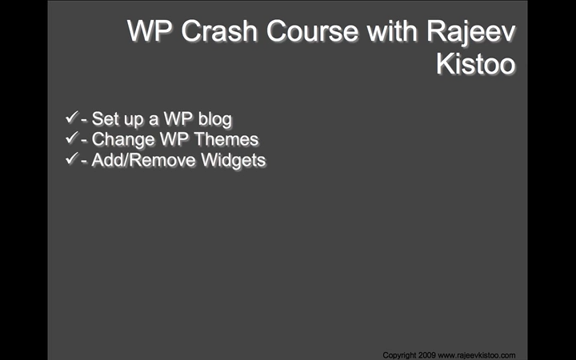 WP Crash Course with Rajeev
Kistoo
✓ - Set up a WP blog
✓ - Change WP Themes
✓ - Add/Remove Widgets
Copyright 2009 www.rajeevkistoo.com